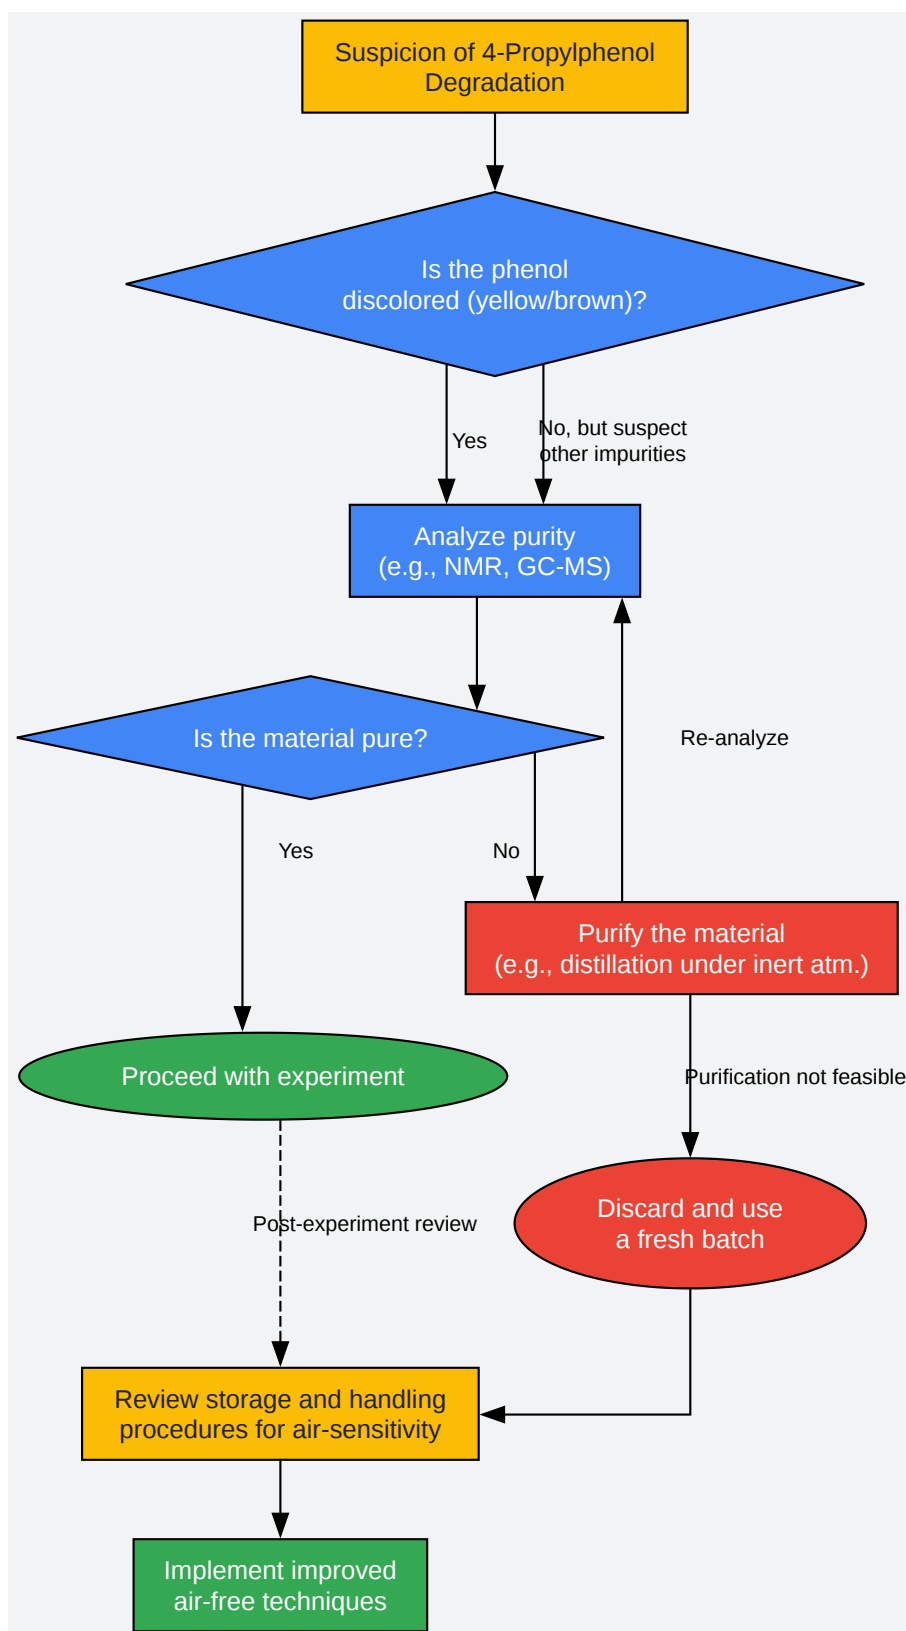 Suspicion of 4-Propylphenol
Degradation
Is the phenol
discolored (yellow/brown)?
Yes
No, but suspect
other impurities
Analyze purity
(e.g., NMR, GC-MS)
Is the material pure?
Re-analyze
Yes
No
Purify the material
(e.g., distillation under inert atm.)
Proceed with experiment
Purification not feasible
Post-experiment review
Discard and use
a fresh batch
Review storage and handling
procedures for air-sensitivity
Implement improved
air-free techniques